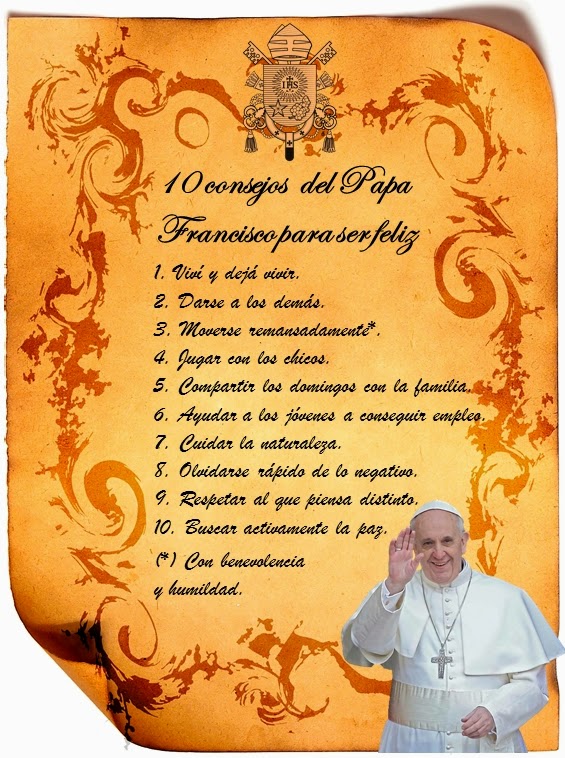 IHS
10 consejos del Papa
Francisco para ser feliz
1. Viví y dejá vivir.
2. Darse a los demás.
3. Moverse remansadamente*.
4. Jugar con los chicos.
5. Compartir los domingos con la familia.
6. Ayudar a los jóvenes a conseguir empleo.
7. Cuidar la naturaleza.
8. Olvidarse rápido de lo negativo.
9. Respetar al que piensa distinto.
10. Buscar activamente la paz.
(*) Con benevolencia
y humildad.